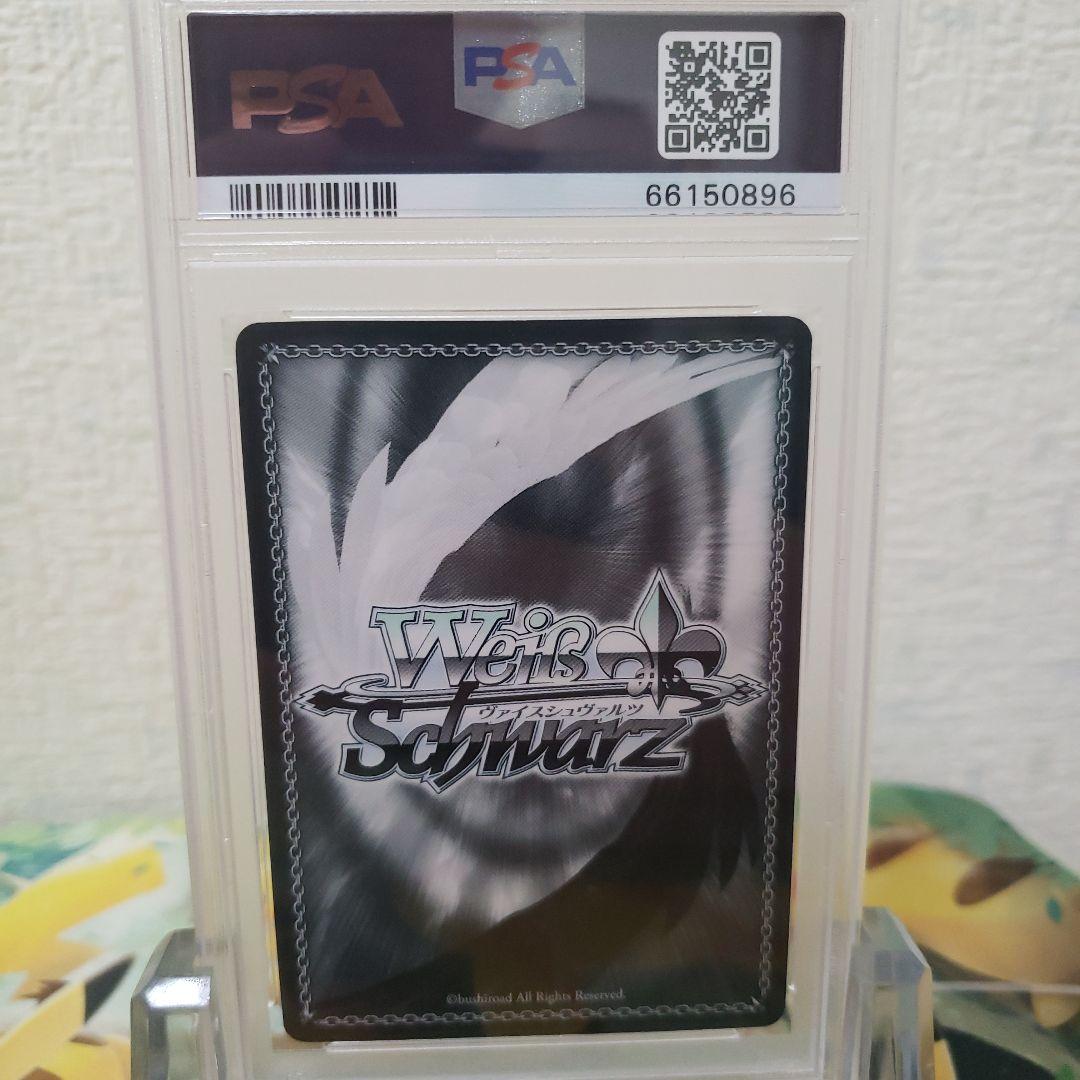 PSA
PSA
66150896
Weiß
ヴァイスシュヴァルツ
Schwarz
©bushiroad All Rights Reserved.